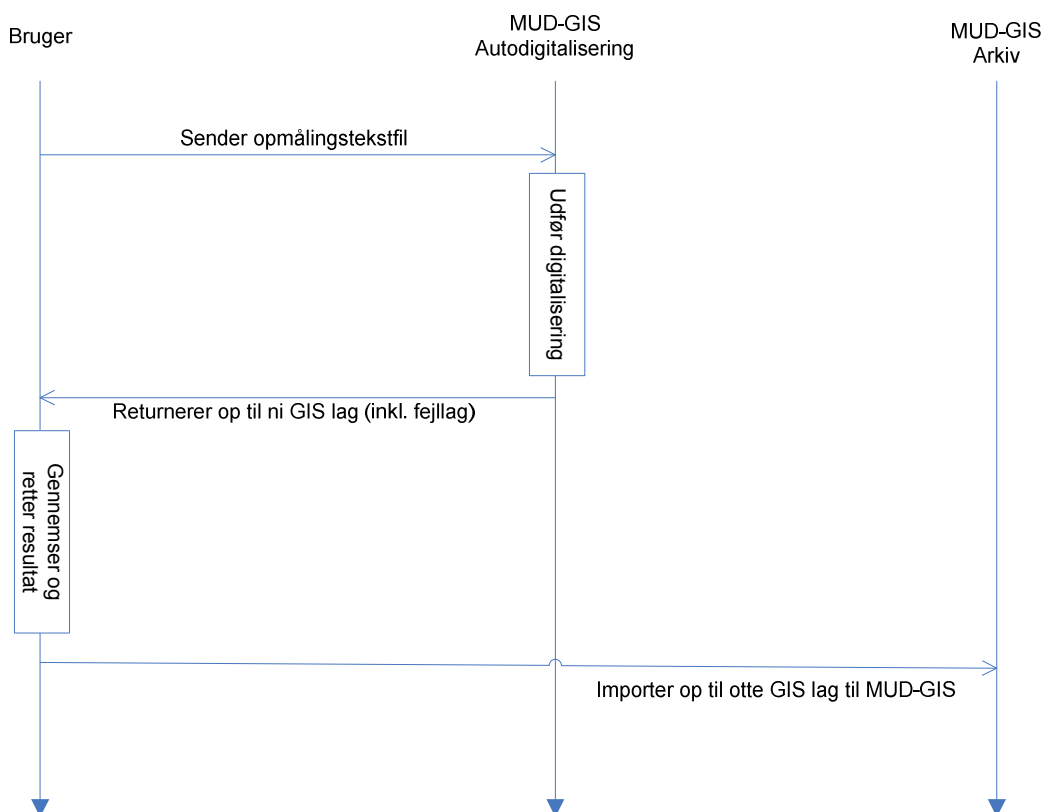 Bruger
MUD-GIS
Autodigitalisering
MUD-GIS
Arkiv
Sender opmålingstekstfil
Udfør digitalisering
Returnerer op til ni GIS lag (inkl. fejllag)
Gennemser og
retter resultat
Importer op til otte GIS lag til MUD-GIS